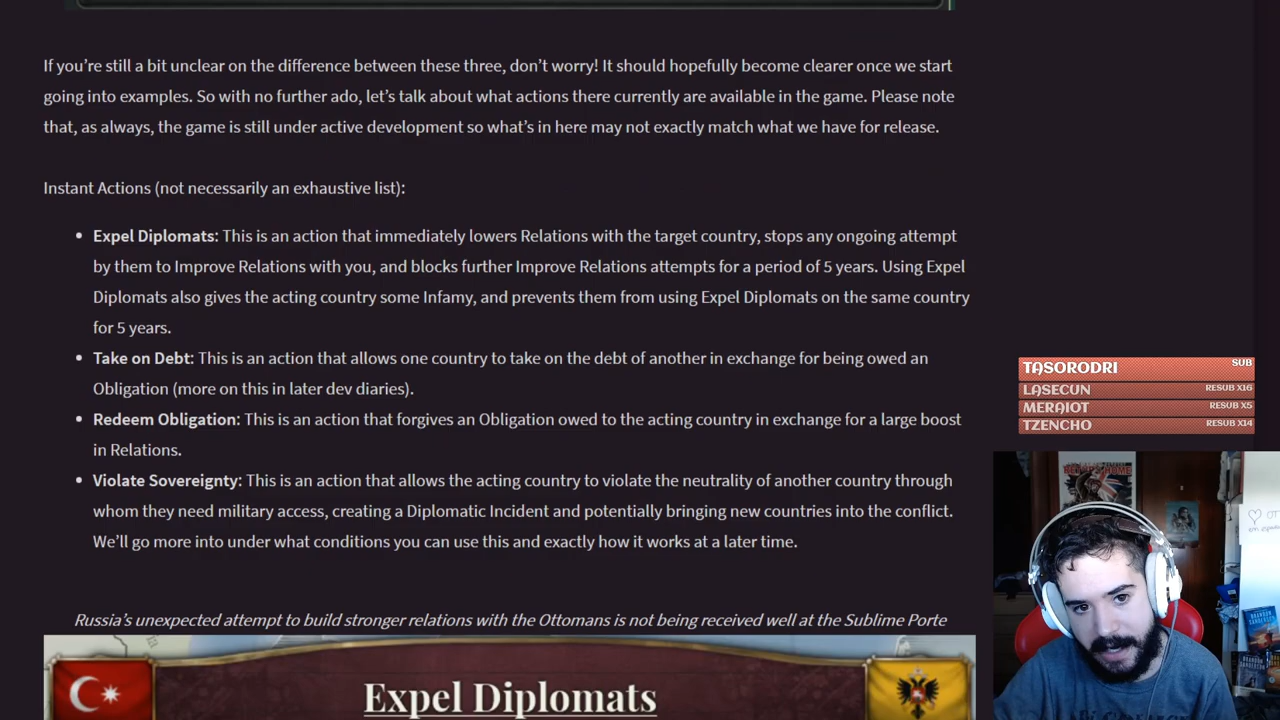 If you're still a bit unclear on the difference between these three, don't worry! It should hopefully become clearer once we start
going into examples. So with no further ado, let's talk about what actions there currently are available in the game. Please note
that, as always, the game is still under active development so what's in here may not exactly match what we have for release.
Instant Actions (not necessarily an exhaustive list):
• Expel Diplomats: This is an action that immediately lowers Relations with the target country, stops any ongoing attempt
by them to Improve Relations with you, and blocks further Improve Relations attempts for a period of 5 years. Using Expel
Diplomats also gives the acting country some Infamy, and prevents them from using Expel Diplomats on the same country
for 5 years.
• Take on Debt: This is an action that allows one country to take on the debt of another in exchange for being owed an
Obligation (more on this in later dev diaries).
• Redeem Obligation: This is an action that forgives an Obligation owed to the acting country in exchange for a large boost
in Relations.
• Violate Sovereignty: This is an action that allows the acting country to violate the neutrality of another country through
whom they need military access, creating a Diplomatic Incident and potentially bringing new countries into the conflict.
We'll go more into under what conditions you can use this and exactly how it works at a later time.
Russia's unexpected attempt to build stronger relations with the Ottomans is not being received well at the Sublime Porte
Expel Diplomats
TASORODRI SUB
LASECUN RESUB X16
MERAIOT RESUB X5
TZENCHO RESUB X14
BRANDON
SANDERSON